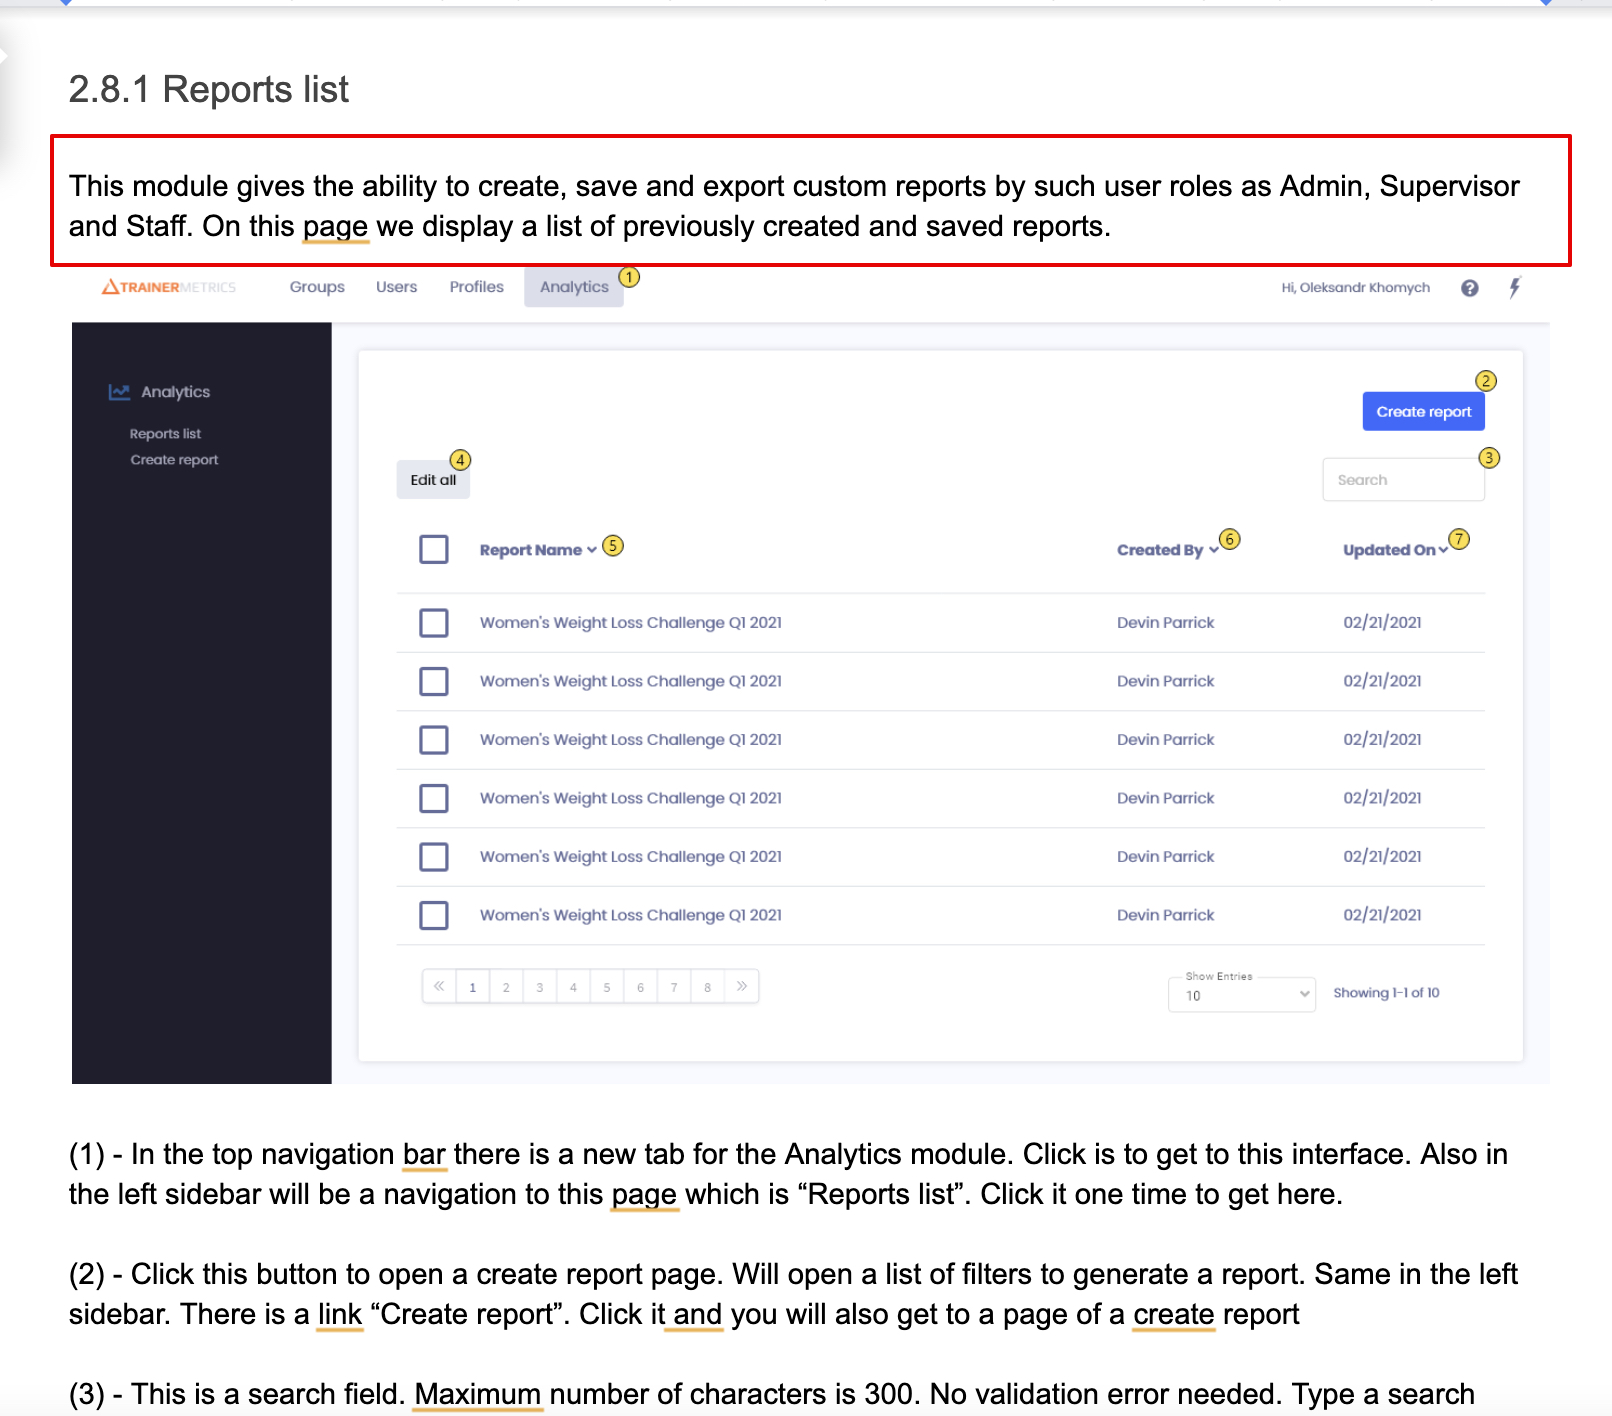 2.8.1 Reports list
This module gives the ability to create, save and export custom reports by such user roles as Admin, Supervisor
and Staff. On this page we display a list of previously created and saved reports.
TRAINERMETRICS Groups Users Profiles Analytics 1 Hi, Oleksandr Khomych ?
Analytics
Reports list
Create report
2
Create report
4
Edit all
3
Search
Report Name 5 Created By 6 Updated On 7
Women's Weight Loss Challenge Q1 2021 Devin Parrick 02/21/2021
Women's Weight Loss Challenge Q1 2021 Devin Parrick 02/21/2021
Women's Weight Loss Challenge Q1 2021 Devin Parrick 02/21/2021
Women's Weight Loss Challenge Q1 2021 Devin Parrick 02/21/2021
Women's Weight Loss Challenge Q1 2021 Devin Parrick 02/21/2021
Women's Weight Loss Challenge Q1 2021 Devin Parrick 02/21/2021
« 1 2 3 4 5 6 7 8 »
Show Entries
10
Showing 1-1 of 10
(1) - In the top navigation bar there is a new tab for the Analytics module. Click is to get to this interface. Also in
the left sidebar will be a navigation to this page which is “Reports list”. Click it one time to get here.
(2) - Click this button to open a create report page. Will open a list of filters to generate a report. Same in the left
sidebar. There is a link “Create report”. Click it and you will also get to a page of a create report
(3) - This is a search field. Maximum number of characters is 300. No validation error needed. Type a search